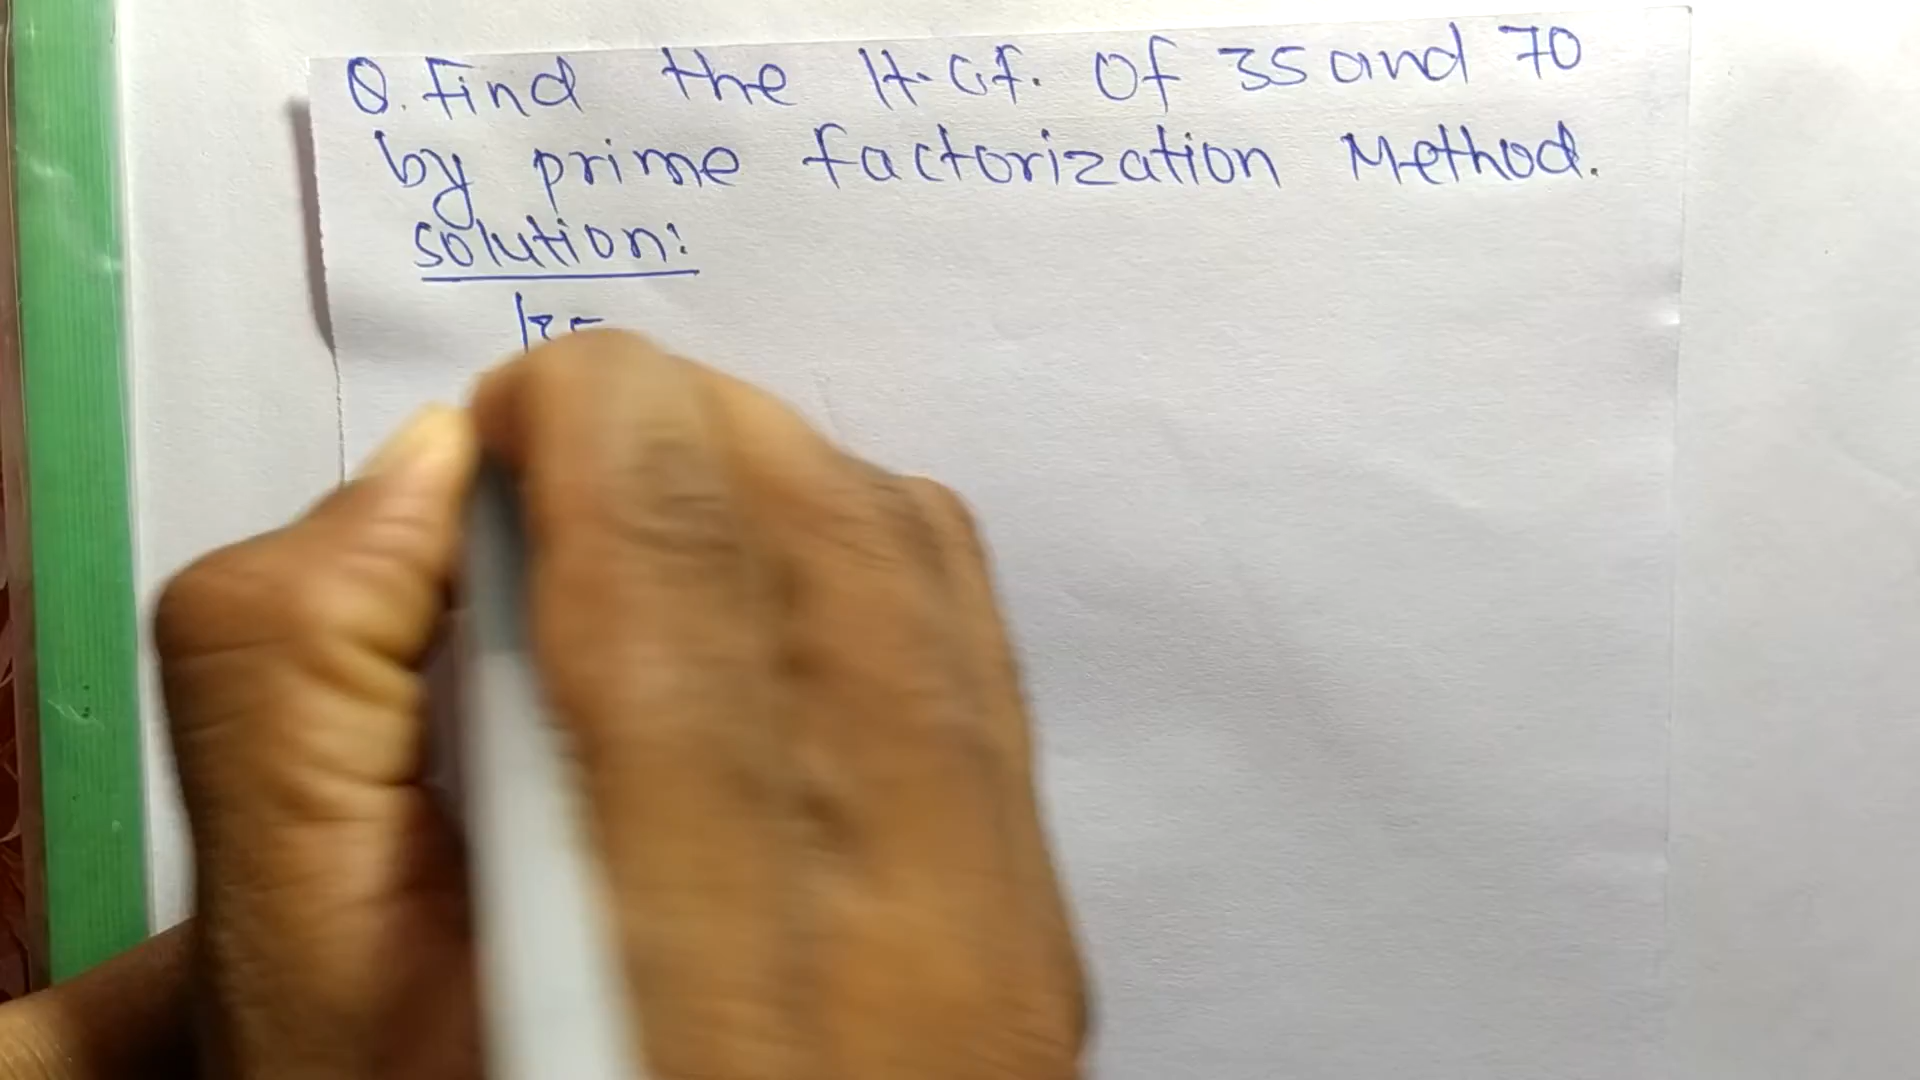 Q. Find the H.C.F. Of 35 and 70
by prime factorization Method.
solution: